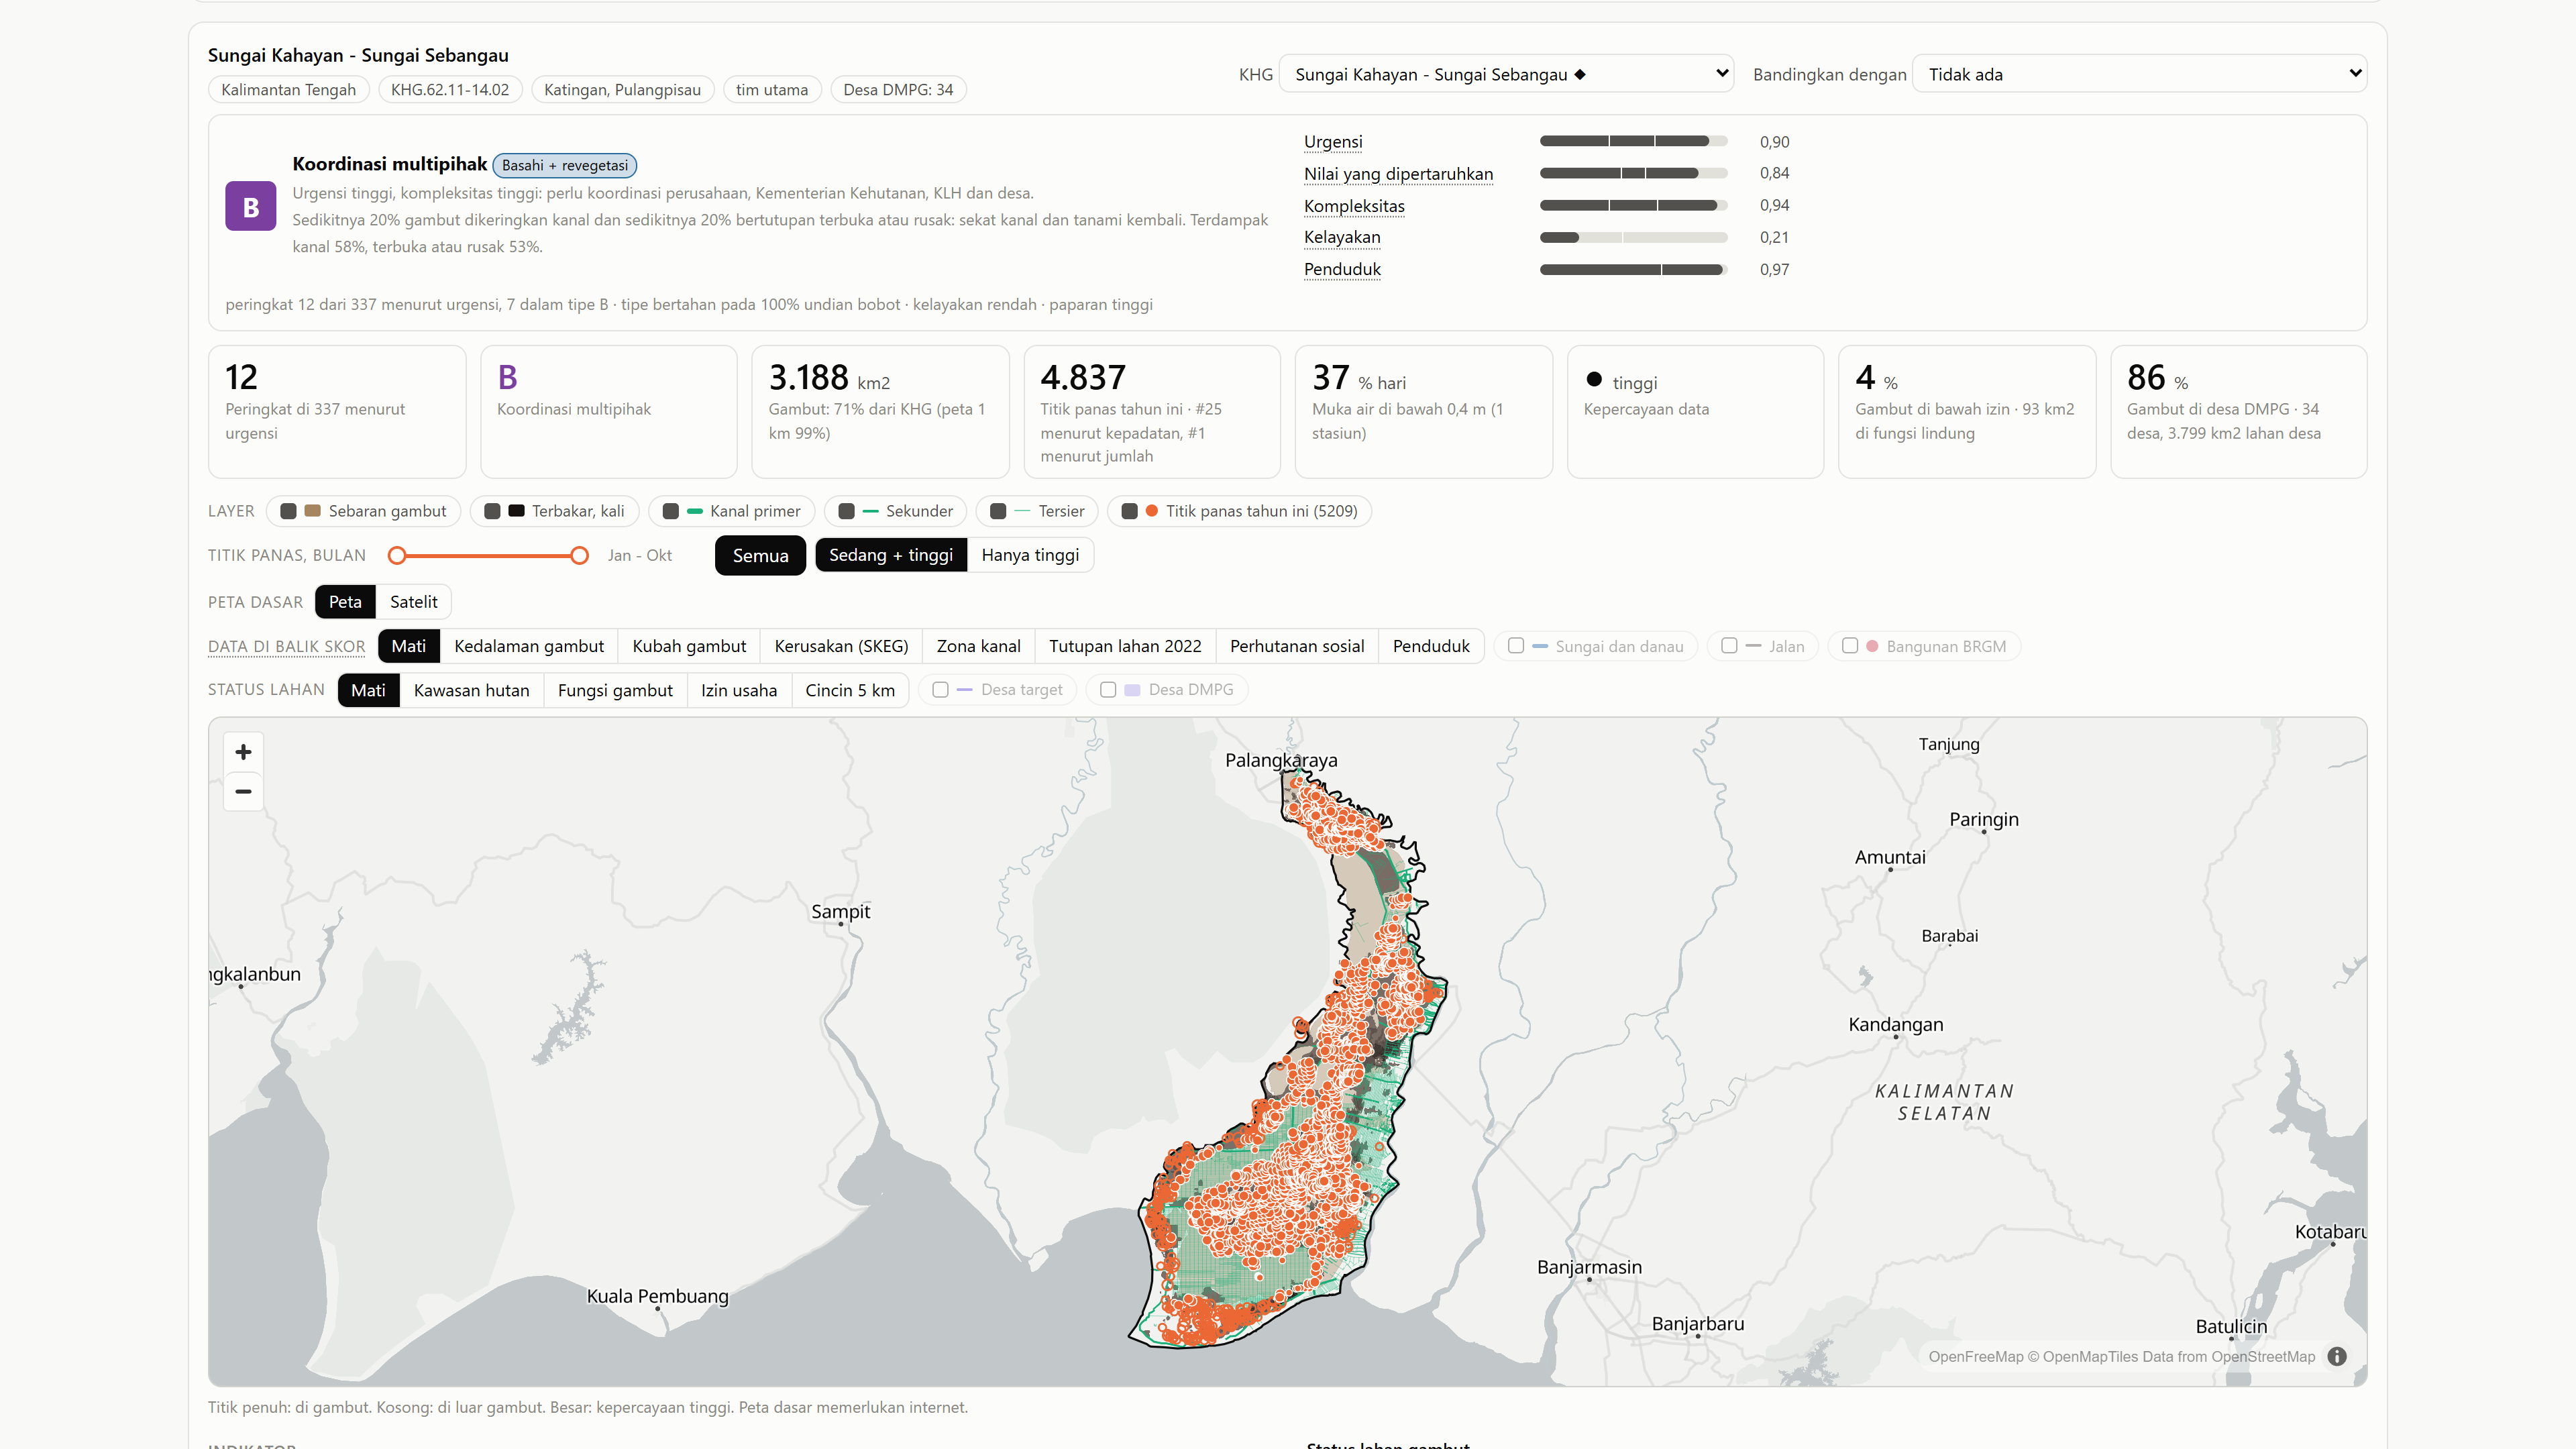 Sungai Kahayan - Sungai Sebangau
Kalimantan Tengah
KHG.62.11-14.02
Katingan, Pulangpisau
tim utama
Desa DMPG: 34
KHG
Sungai Kahayan - Sungai Sebangau ◆
Bandingkan dengan
Tidak ada
B
Koordinasi multipihak
Basahi + revegetasi
Urgensi tinggi, kompleksitas tinggi: perlu koordinasi perusahaan, Kementerian Kehutanan, KLH dan desa.
Sedikitnya 20% gambut dikeringkan kanal dan sedikitnya 20% bertutupan terbuka atau rusak: sekat kanal dan tanami kembali. Terdampak
kanal 58%, terbuka atau rusak 53%.
Urgensi 0,90
Nilai yang dipertaruhkan 0,84
Kompleksitas 0,94
Kelayakan 0,21
Penduduk 0,97
peringkat 12 dari 337 menurut urgensi, 7 dalam tipe B · tipe bertahan pada 100% undian bobot · kelayakan rendah · paparan tinggi
12
Peringkat di 337 menurut
urgensi
B
Koordinasi multipihak
3.188 km2
Gambut: 71% dari KHG (peta 1
km 99%)
4.837
Titik panas tahun ini · #25
menurut kepadatan, #1
menurut jumlah
37 % hari
Muka air di bawah 0,4 m (1
stasiun)
tinggi
Kepercayaan data
4 %
Gambut di bawah izin · 93 km2
di fungsi lindung
86 %
Gambut di desa DMPG · 34
desa, 3.799 km2 lahan desa
LAYER
Sebaran gambut
Terbakar, kali
Kanal primer
Sekunder
Tersier
Titik panas tahun ini (5209)
TITIK PANAS, BULAN
Jan - Okt
Semua
Sedang + tinggi
Hanya tinggi
PETA DASAR
Peta
Satelit
DATA DI BALIK SKOR
Mati
Kedalaman gambut
Kubah gambut
Kerusakan (SKEG)
Zona kanal
Tutupan lahan 2022
Perhutanan sosial
Penduduk
Sungai dan danau
Jalan
Bangunan BRGM
STATUS LAHAN
Mati
Kawasan hutan
Fungsi gambut
Izin usaha
Cincin 5 km
Desa target
Desa DMPG
+
−
Palangkaraya
Tanjung
Paringin
Amuntai
Sampit
Barabai
ngkalanbun
Kandangan
KALIMANTAN
SELATAN
Kotabaru
Banjarmasin
Kuala Pembuang
Banjarbaru
Batulicin
OpenFreeMap © OpenMapTiles Data from OpenStreetMap
Titik penuh: di gambut. Kosong: di luar gambut. Besar: kepercayaan tinggi. Peta dasar memerlukan internet.